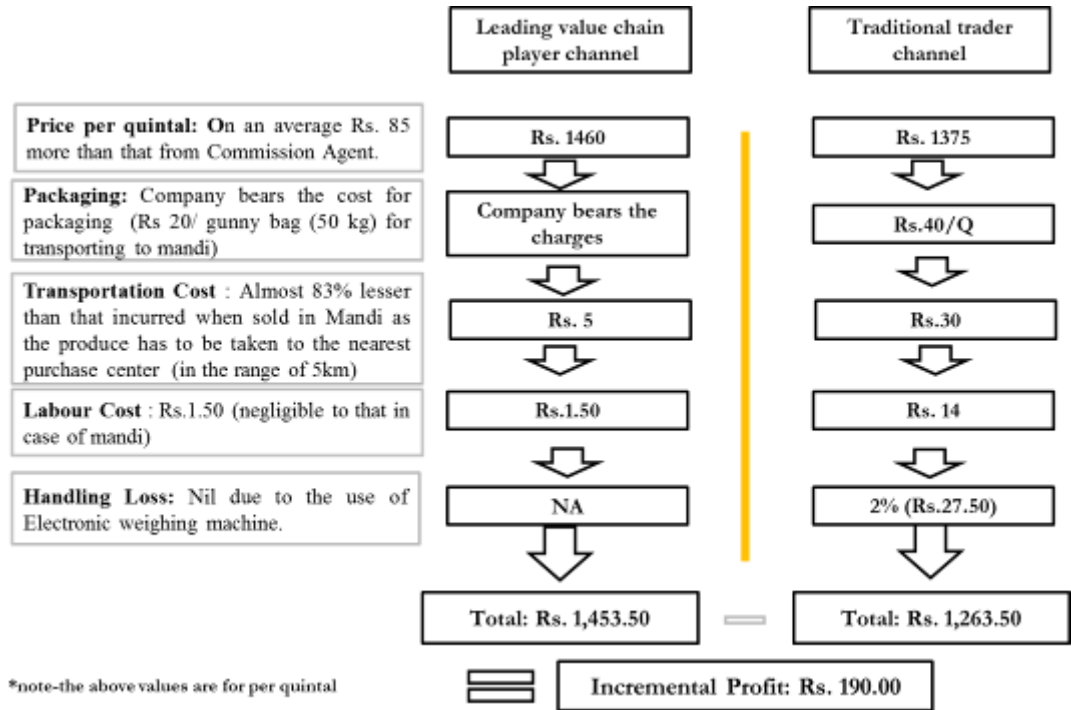 Leading value chain
player channel
Traditional trader
channel
Price per quintal: On an average Rs. 85
more than that from Commission Agent.
Rs. 1460
Rs. 1375
Packaging: Company bears the cost for
packaging (Rs 20/ gunny bag (50 kg) for
transporting to mandi)
Company bears the
charges
Rs.40/Q
Transportation Cost : Almost 83% lesser
than that incurred when sold in Mandi as
the produce has to be taken to the nearest
purchase center (in the range of 5km)
Rs. 5
Rs.30
Labour Cost : Rs.1.50 (negligible to that in
case of mandi)
Rs.1.50
Rs. 14
Handling Loss: Nil due to the use of
Electronic weighing machine.
NA
2% (Rs.27.50)
Total: Rs. 1,453.50
Total: Rs. 1,263.50
*note-the above values are for per quintal
Incremental Profit: Rs. 190.00